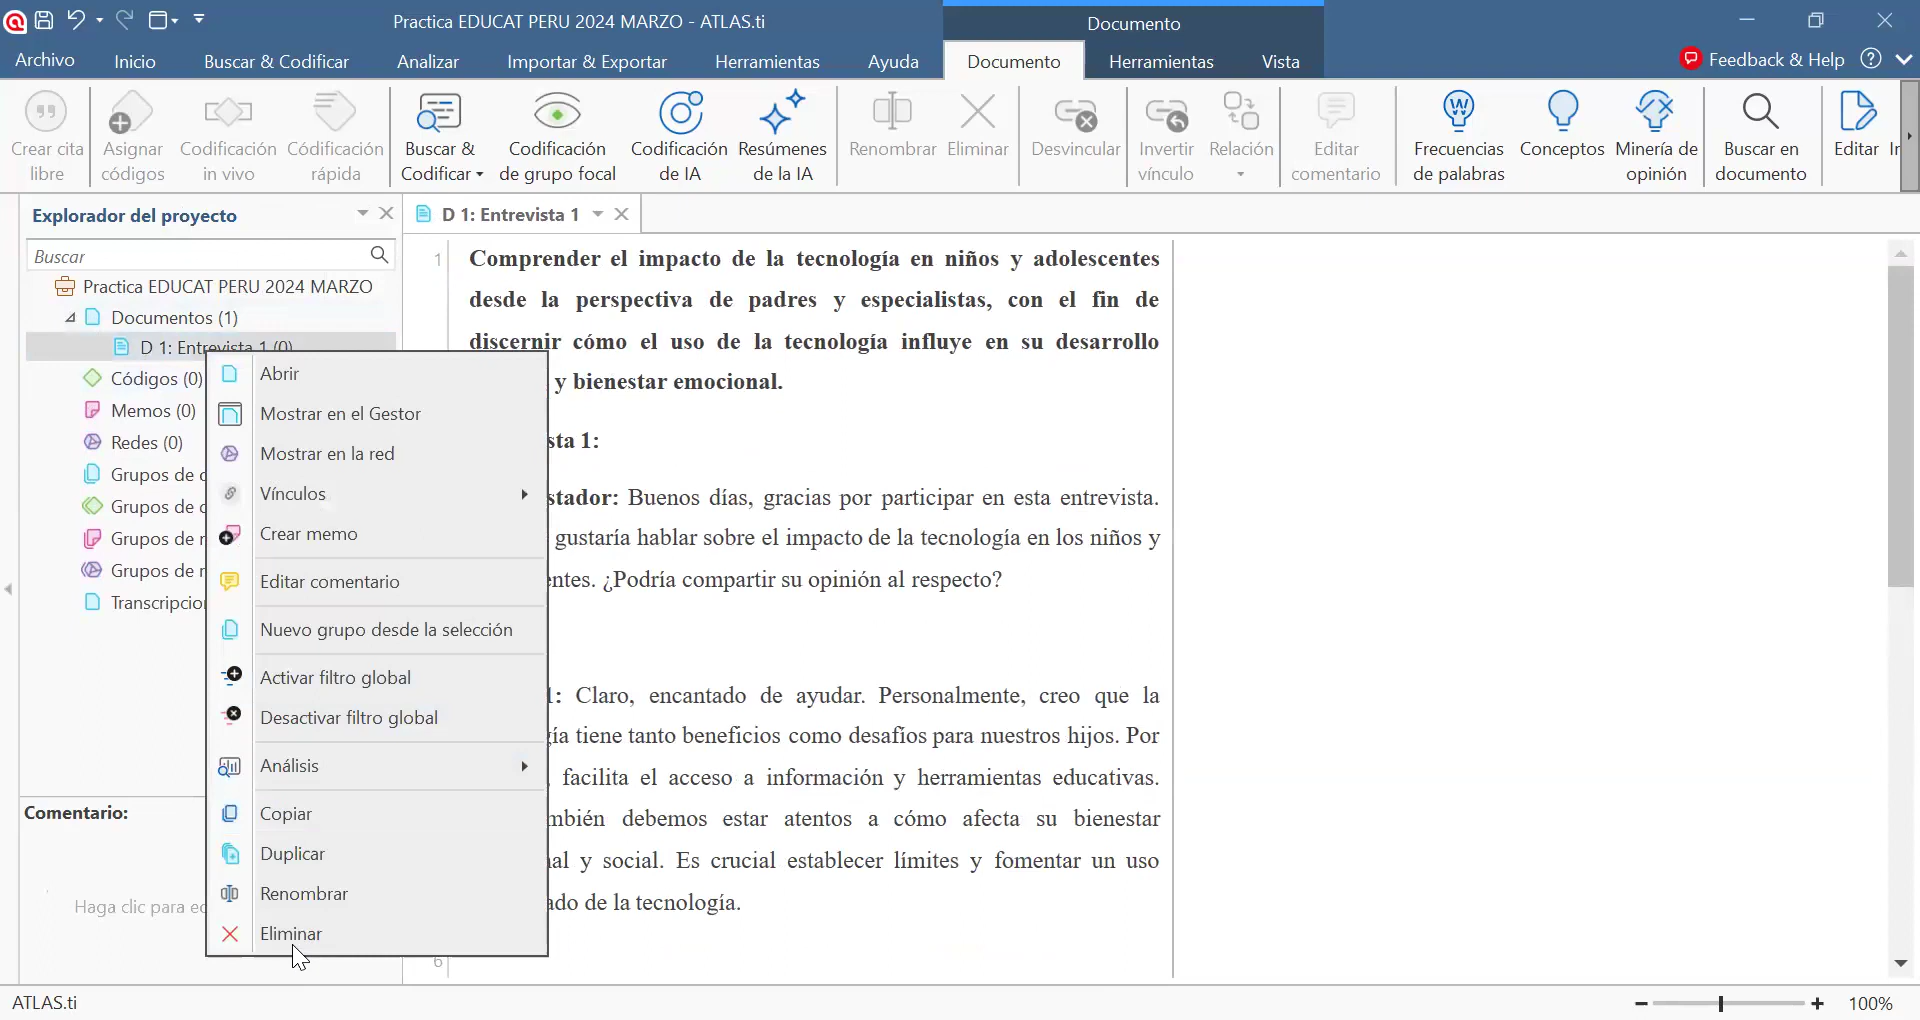 Practica EDUCAT PERU 2024 MARZO - ATLAS.ti
Documento
Archivo
Inicio
Buscar & Codificar
Analizar
Importar & Exportar
Herramientas
Ayuda
Documento
Herramientas
Vista
Feedback & Help
Crear cita
libre
Asignar
códigos
Codificación
in vivo
Códificación
rápida
Buscar &
Codificar
Codificación
de grupo focal
Codificación
de IA
Resúmenes
de la IA
Renombrar
Eliminar
Desvincular
Invertir
vínculo
Relación
Editar
comentario
Frecuencias
de palabras
Conceptos
Minería de
opinión
Buscar en
documento
Editar
Explorador del proyecto
Buscar
Practica EDUCAT PERU 2024 MARZO
Documentos (1)
D 1: Entrevista 1 (0)
Códigos (0)
Memos (0)
Redes (0)
Grupos de
Grupos de
Grupos de
Grupos de
Transcripcio
Comentario:
Haga clic para
Abrir
Mostrar en el Gestor
Mostrar en la red
Vínculos
Crear memo
Editar comentario
Nuevo grupo desde la selección
Activar filtro global
Desactivar filtro global
Análisis
Copiar
Duplicar
Renombrar
Eliminar
D 1: Entrevista 1
1
Comprender el impacto de la tecnología en niños y adolescentes
desde la perspectiva de padres y especialistas, con el fin de
discernir cómo el uso de la tecnología influye en su desarrollo
y bienestar emocional.
sta 1:
stador: Buenos días, gracias por participar en esta entrevista.
gustaría hablar sobre el impacto de la tecnología en los niños y
entes. ¿Podría compartir su opinión al respecto?
1: Claro, encantado de ayudar. Personalmente, creo que la
ía tiene tanto beneficios como desafíos para nuestros hijos. Por
, facilita el acceso a información y herramientas educativas.
mbién debemos estar atentos a cómo afecta su bienestar
al y social. Es crucial establecer límites y fomentar un uso
ado de la tecnología.
6
ATLAS.ti
100%